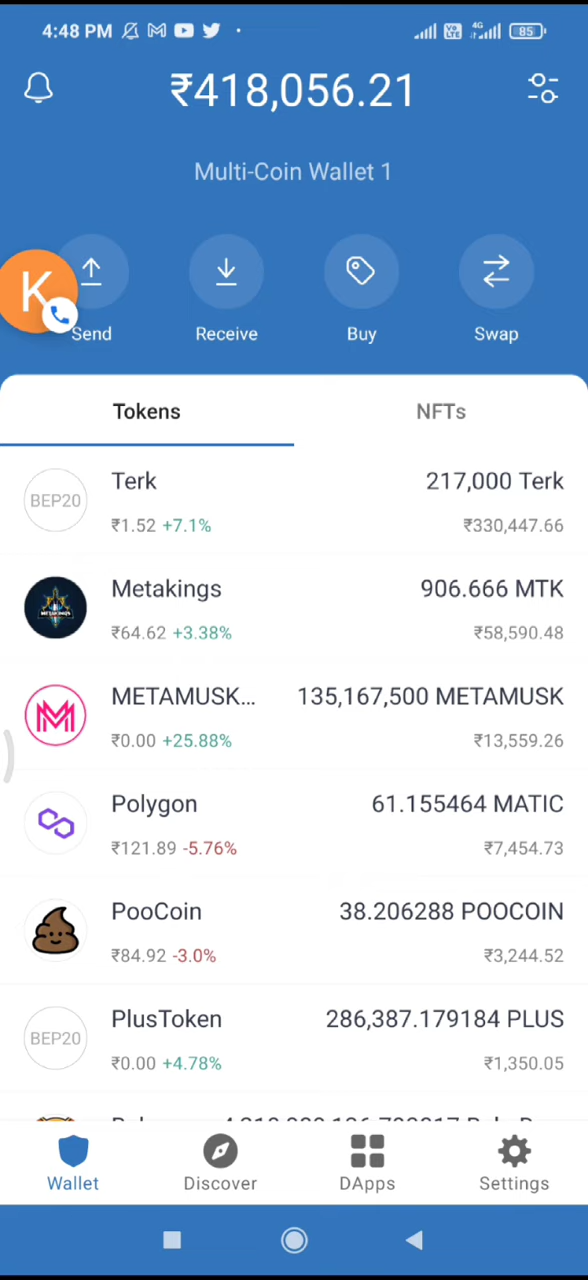 4:48 PM
4G
85
₹418,056.21
Multi-Coin Wallet 1
K
Send
Receive
Buy
Swap
Tokens
NFTs
BEP20
Terk
217,000 Terk
₹1.52 +7.1%
₹330,447.66
METAKINGS
Metakings
906.666 MTK
₹64.62 +3.38%
₹58,590.48
METAMUSK...
135,167,500 METAMUSK
₹0.00 +25.88%
₹13,559.26
Polygon
61.155464 MATIC
₹121.89 -5.76%
₹7,454.73
PooCoin
38.206288 POOCOIN
₹84.92 -3.0%
₹3,244.52
BEP20
PlusToken
286,387.179184 PLUS
₹0.00 +4.78%
₹1,350.05
Wallet
Discover
DApps
Settings